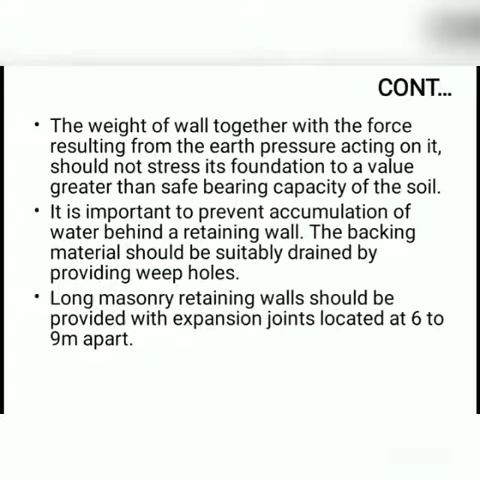 CONT...
• The weight of wall together with the force
resulting from the earth pressure acting on it,
should not stress its foundation to a value
greater than safe bearing capacity of the soil.
• It is important to prevent accumulation of
water behind a retaining wall. The backing
material should be suitably drained by
providing weep holes.
• Long masonry retaining walls should be
provided with expansion joints located at 6 to
9m apart.